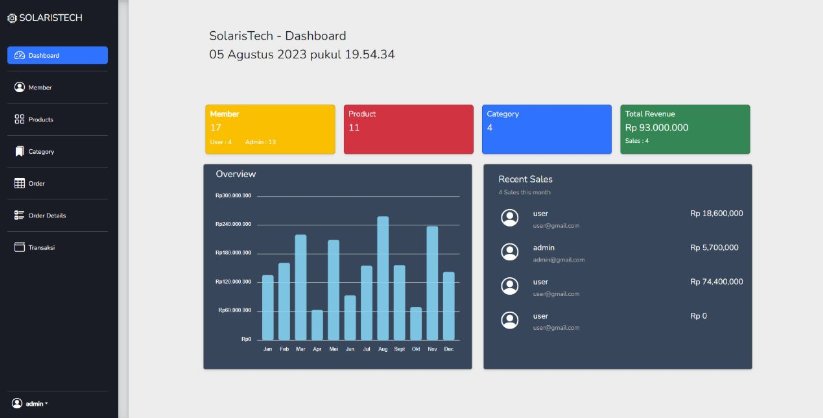 SOLARISTECH
Dashboard
Member
Products
Category
Order
Order Details
Transaksi
admin
SolarisTech - Dashboard
05 Agustus 2023 pukul 19.54.34
Member
17
User : 4 Admin : 13
Product
11
Category
4
Total Revenue
Rp 93.000.000
Sales : 4
Overview
Rp300.000.000
Rp240.000.000
Rp180.000.000
Rp120.000.000
Rp60.000.000
Rp0
Jan Feb Mar Apr Mei Jun Jul Aug Sept Okt Nov Dec
Recent Sales
4 Sales this month
user Rp 18,600,000
user@gmail.com
admin Rp 5,700,000
admin@gmail.com
user Rp 74,400,000
user@gmail.com
user Rp 0
user@gmail.com